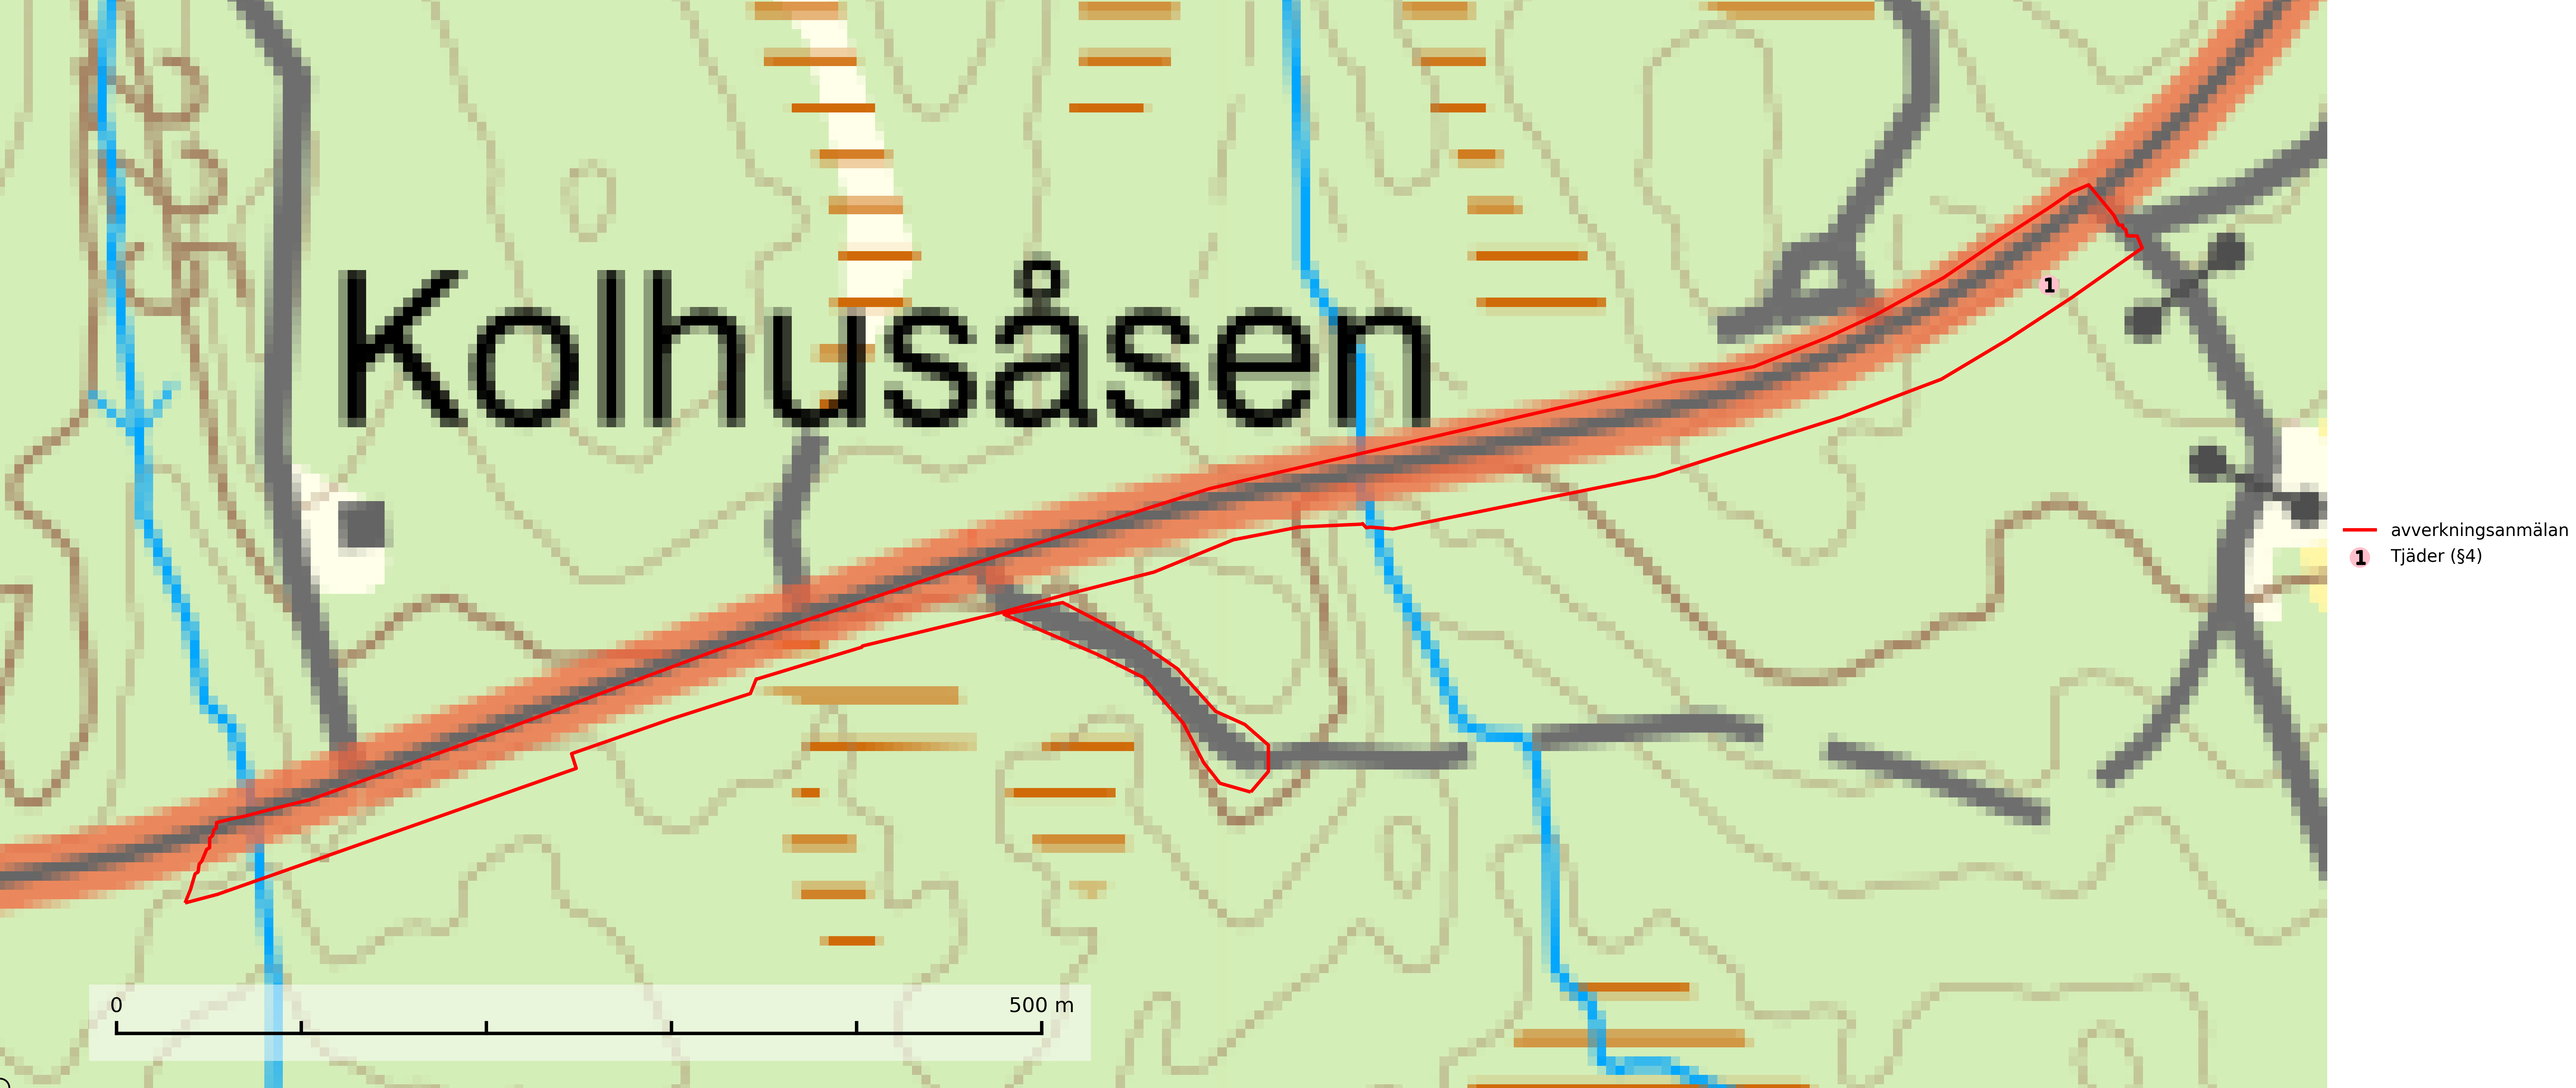 Kolhusåsen
1
avverkningsanmälan
1 Tjäder (§4)
0 500 m